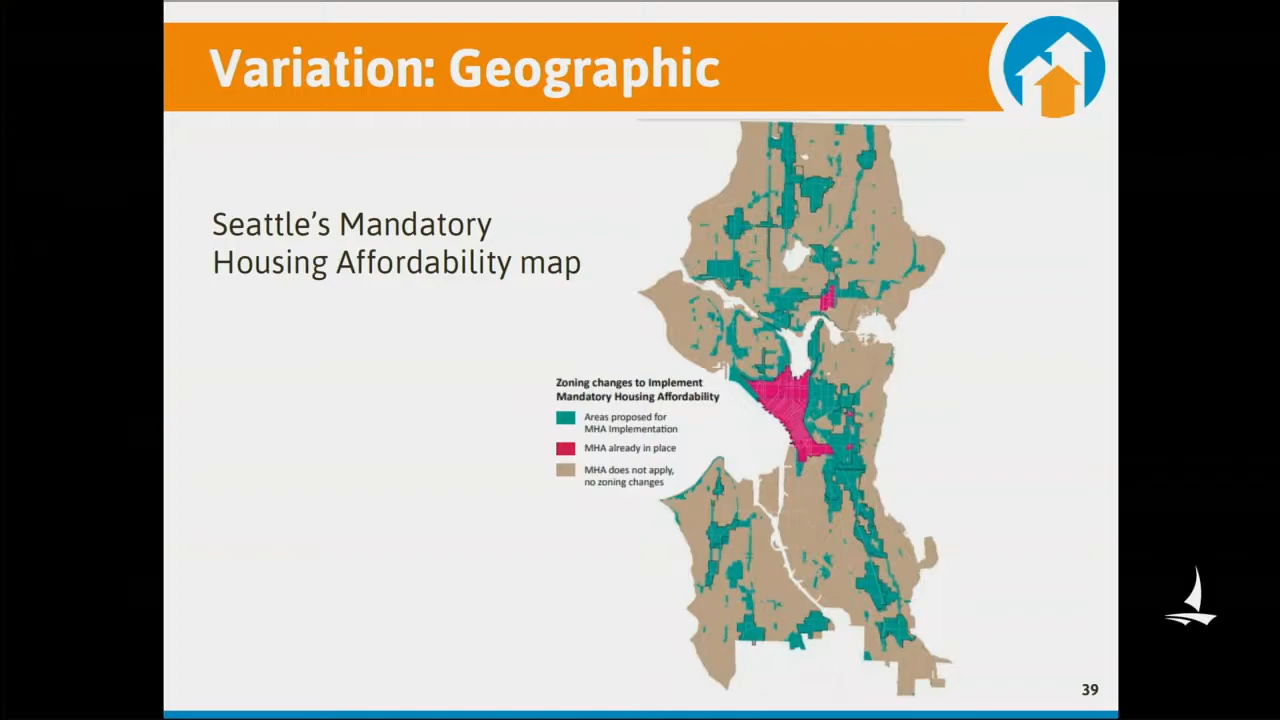 Variation: Geographic
Seattle's Mandatory
Housing Affordability map
Zoning changes to Implement
Mandatory Housing Affordability
Areas proposed for
MHA Implementation
MHA already in place
MHA does not apply,
no zoning changes
39